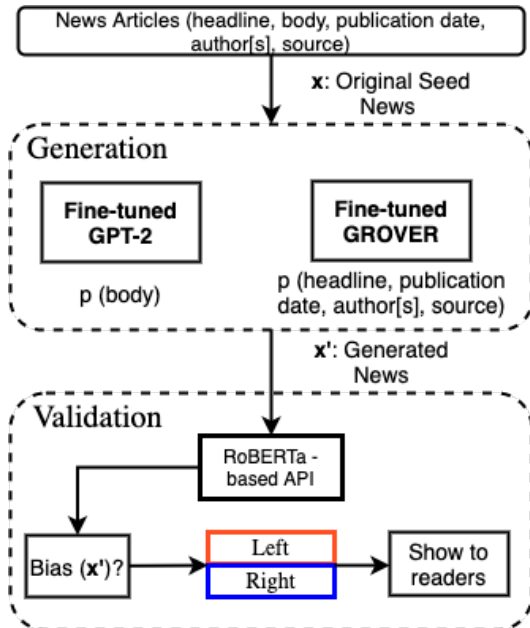 News Articles (headline, body, publication date,
author[s], source)
x: Original Seed
News
Generation
Fine-tuned
GPT-2
Fine-tuned
GROVER
p (body)
p (headline, publication
date, author[s], source)
x': Generated
News
Validation
RoBERTa -
based API
Bias (x')?
Left
Right
Show to
readers